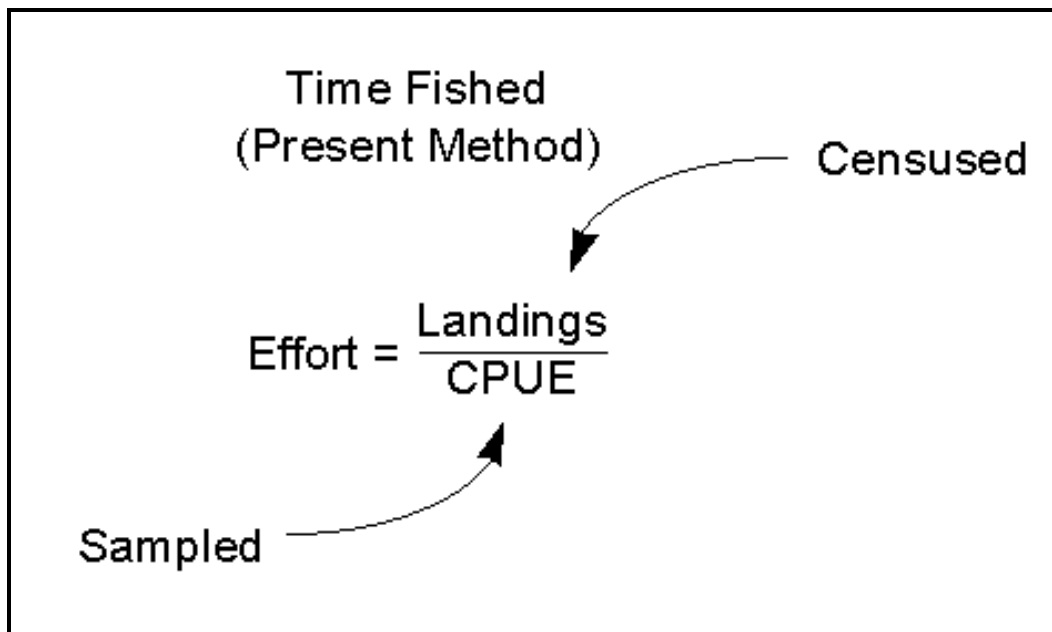 Time Fished
(Present Method)
Censused
Effort = Landings
CPUE
Sampled